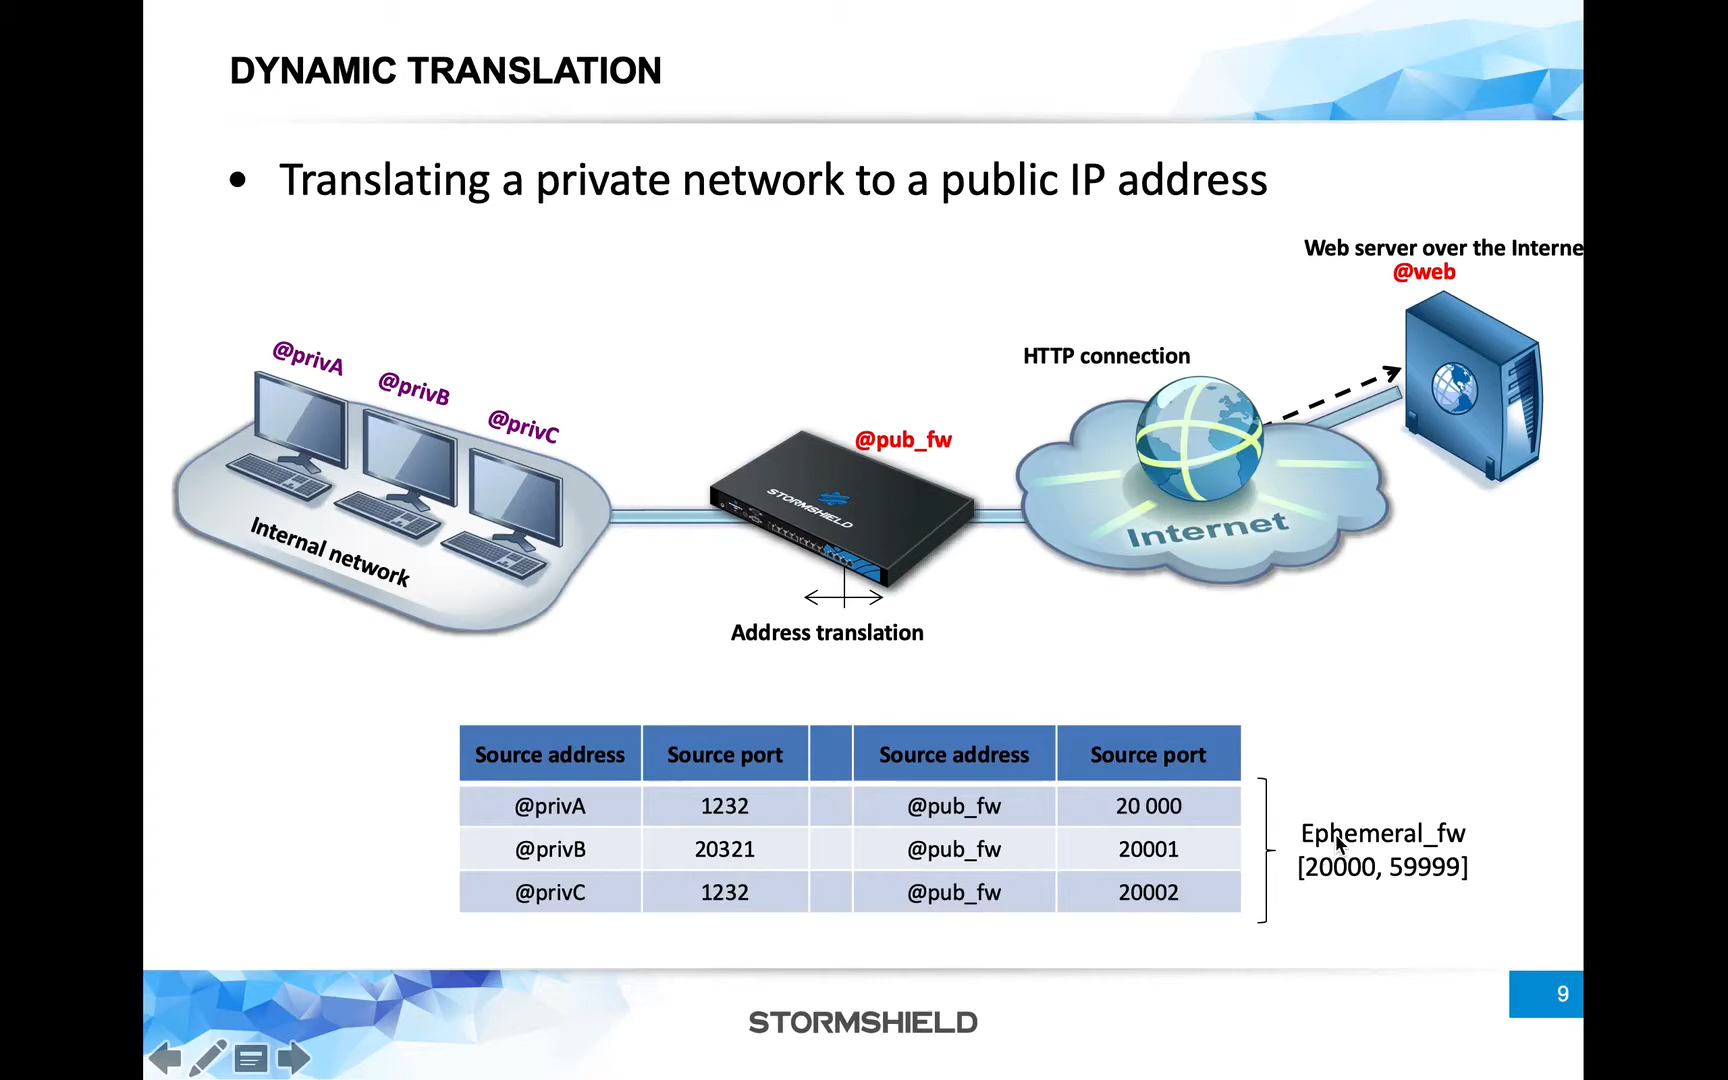 DYNAMIC TRANSLATION
• Translating a private network to a public IP address
Web server over the Interne
@web
HTTP connection
@privA
@privB
@privC
@pub_fw
STORMSHIELD
Internet
Internal network
Address translation
Source address Source port Source address Source port
@privA 1232 @pub_fw 20 000
@privB 20321 @pub_fw 20001
@privC 1232 @pub_fw 20002
Ephemeral_fw
[20000, 59999]
9
STORMSHIELD